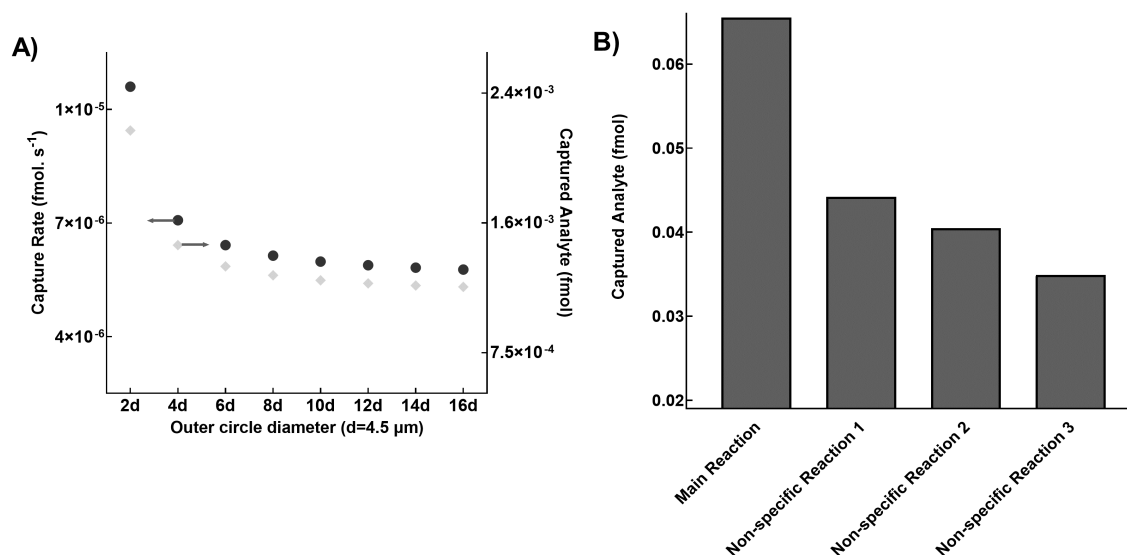 A)
Capture Rate (fmol. s⁻¹)
1×10⁻⁵
7×10⁻⁶
4×10⁻⁶
2.4×10⁻³
1.6×10⁻³
7.5×10⁻⁴
Captured Analyte (fmol)
2d 4d 6d 8d 10d 12d 14d 16d
Outer circle diameter (d=4.5 µm)
B)
Captured Analyte (fmol)
0.06
0.05
0.04
0.03
0.02
Main Reaction
Non-specific Reaction 1
Non-specific Reaction 2
Non-specific Reaction 3